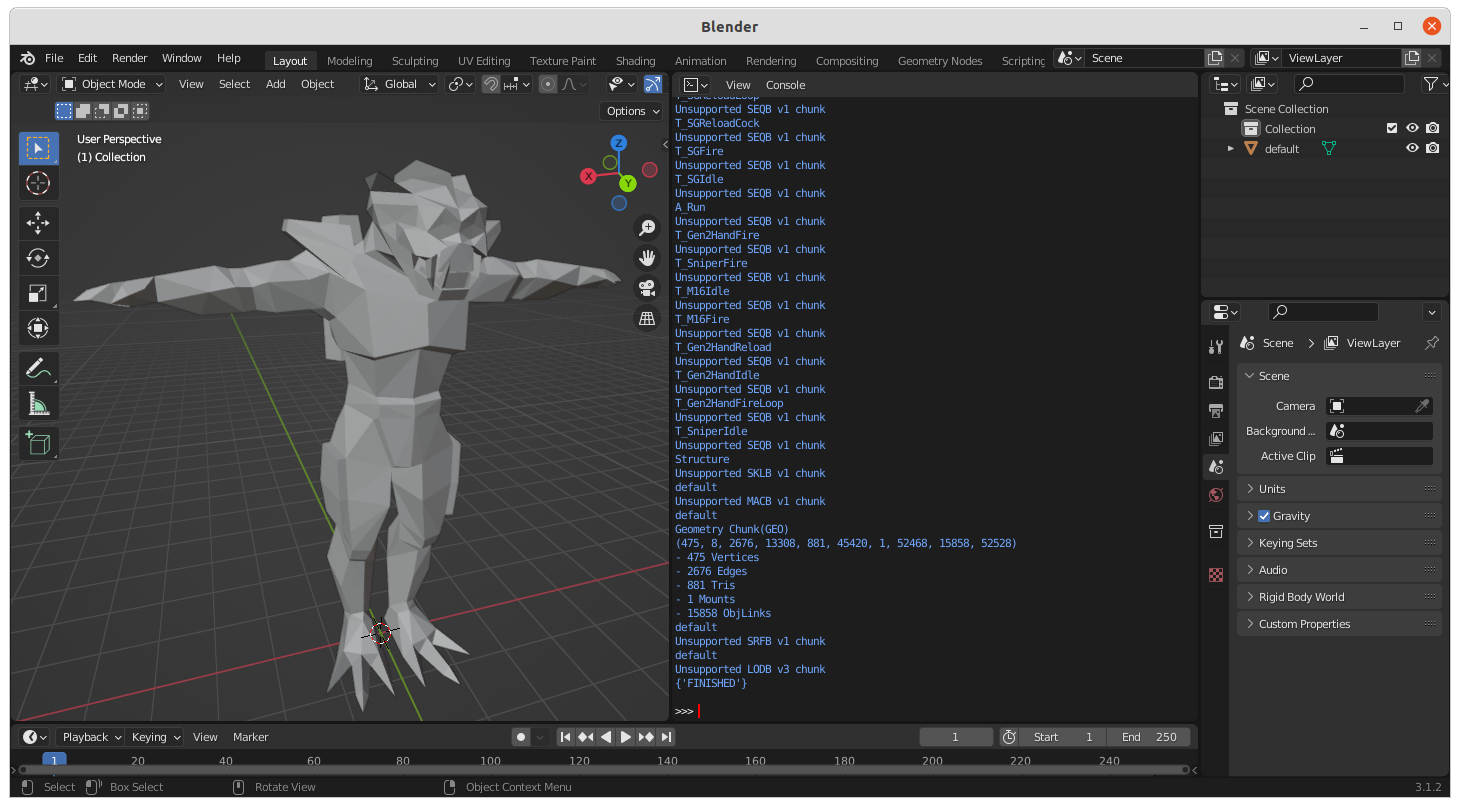 Blender
File Edit Render Window Help Layout Modeling Sculpting UV Editing Texture Paint Shading Animation Rendering Compositing Geometry Nodes Scripting Scene ViewLayer
Object Mode View Select Add Object Global
Options
User Perspective
(1) Collection
Z
X
Y
View Console
T_SGReloadLoop
Unsupported SEQB v1 chunk
T_SGReloadCock
Unsupported SEQB v1 chunk
T_SGFire
Unsupported SEQB v1 chunk
T_SGIdle
Unsupported SEQB v1 chunk
A_Run
Unsupported SEQB v1 chunk
T_Gen2HandFire
Unsupported SEQB v1 chunk
T_SniperFire
Unsupported SEQB v1 chunk
T_M16Idle
Unsupported SEQB v1 chunk
T_M16Fire
Unsupported SEQB v1 chunk
T_Gen2HandReload
Unsupported SEQB v1 chunk
T_Gen2HandIdle
Unsupported SEQB v1 chunk
T_Gen2HandFireLoop
Unsupported SEQB v1 chunk
T_SniperIdle
Unsupported SEQB v1 chunk
Structure
Unsupported SKLB v1 chunk
default
Unsupported MACB v1 chunk
default
Geometry Chunk(GEO)
(475, 8, 2676, 13308, 881, 45420, 1, 52468, 15858, 52528)
- 475 Vertices
- 2676 Edges
- 881 Tris
- 1 Mounts
- 15858 ObjLinks
default
Unsupported SRFB v1 chunk
default
Unsupported LODB v3 chunk
{'FINISHED'}
>>>
Scene Collection
Collection
default
Scene ViewLayer
Scene
Camera
Background ...
Active Clip
Units
Gravity
Keying Sets
Audio
Rigid Body World
Custom Properties
Playback Keying View Marker 1 Start 1 End 250
1 20 40 60 80 100 120 140 160 180 200 220 240
Select Box Select Rotate View Object Context Menu 3.1.2